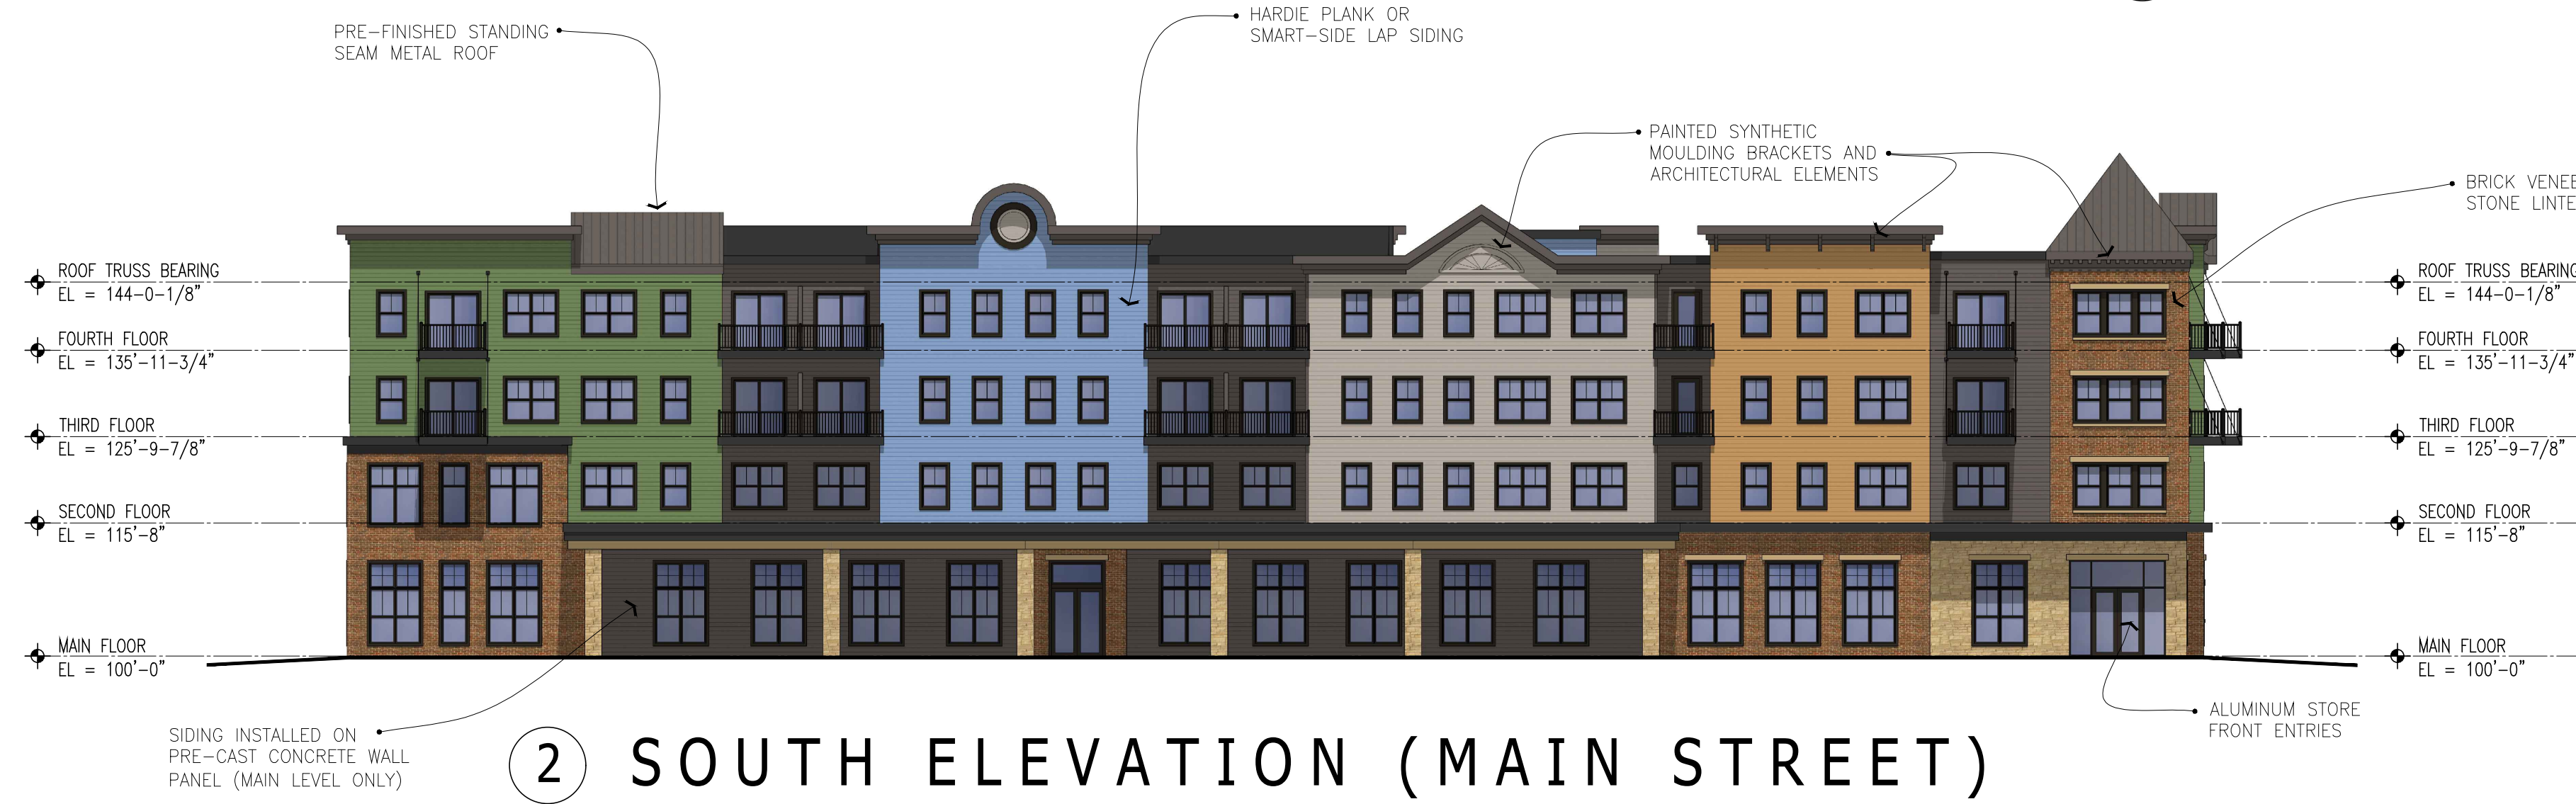 PRE-FINISHED STANDING
SEAM METAL ROOF
HARDIE PLANK OR
SMART-SIDE LAP SIDING
PAINTED SYNTHETIC
MOULDING BRACKETS AND
ARCHITECTURAL ELEMENTS
BRICK
STONE
ROOF TRUSS BEARING
EL = 144-0-1/8"
FOURTH FLOOR
EL = 135'-11-3/4"
THIRD FLOOR
EL = 125'-9-7/8"
SECOND FLOOR
EL = 115'-8"
MAIN FLOOR
EL = 100'-0"
ROOF TRUSS BEARING
EL = 144-0-1/8"
FOURTH FLOOR
EL = 135'-11-3/4"
THIRD FLOOR
EL = 125'-9-7/8"
SECOND FLOOR
EL = 115'-8"
MAIN FLOOR
EL = 100'-0"
SIDING INSTALLED ON
PRE-CAST CONCRETE WALL
PANEL (MAIN LEVEL ONLY)
ALUMINUM STORE
FRONT ENTRIES
2 SOUTH ELEVATION (MAIN STREET)